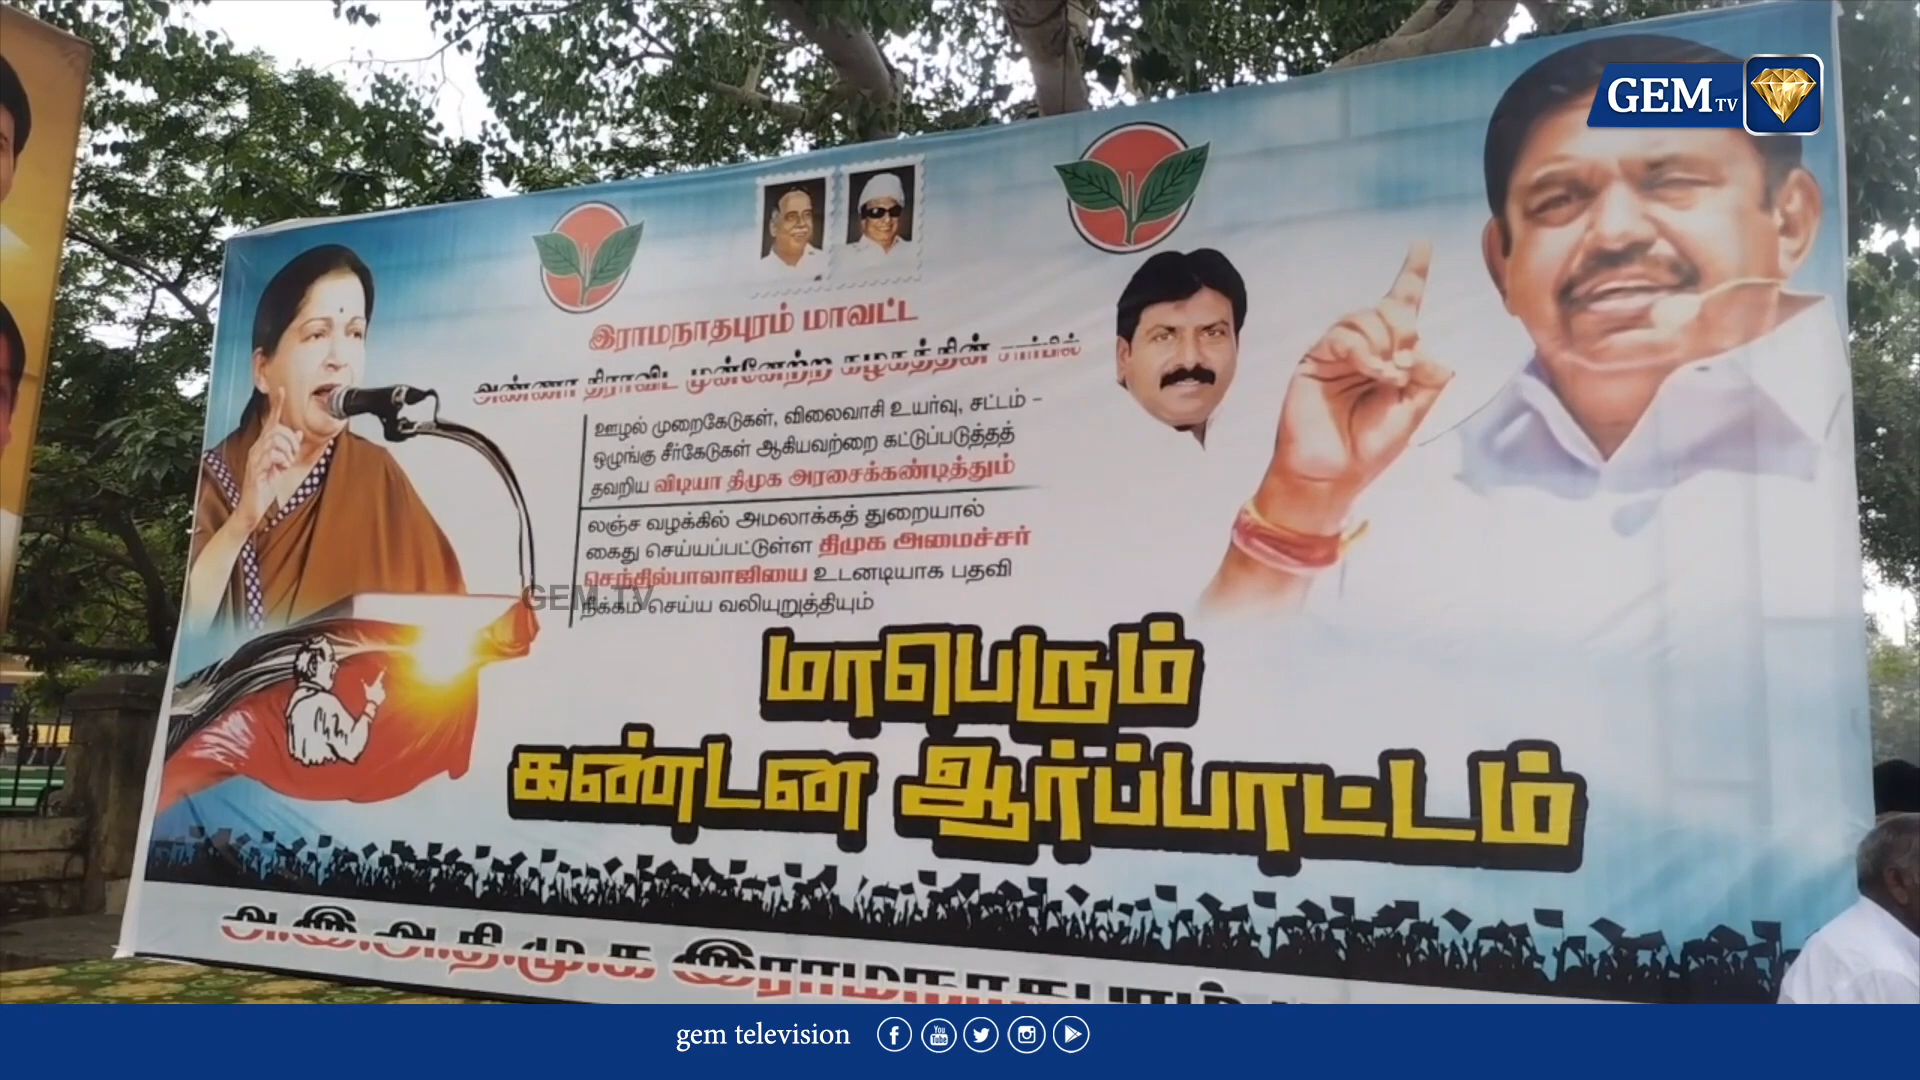 GEM TV
இராமநாதபுரம் மாவட்ட
அண்ணா திராவிட முன்னேற்ற கழகத்தின் சார்பில்
ஊழல் முறைகேடுகள், விலைவாசி உயர்வு, சட்டம் –
ஒழுங்கு சீர்கேடுகள் ஆகியவற்றை கட்டுப்படுத்தத்
தவறிய விடியா திமுக அரசைக்கண்டித்தும்
லஞ்ச வழக்கில் அமலாக்கத் துறையால்
கைது செய்யப்பட்டுள்ள திமுக அமைச்சர்
செந்தில்பாலாஜியை உடனடியாக பதவி
நீக்கம் செய்ய வலியுறுத்தியும்
GEM TV
மாபெரும்
கண்டன ஆர்ப்பாட்டம்
அ.இ.அ.தி.மு.க இராமநாதபுரம்
gem television